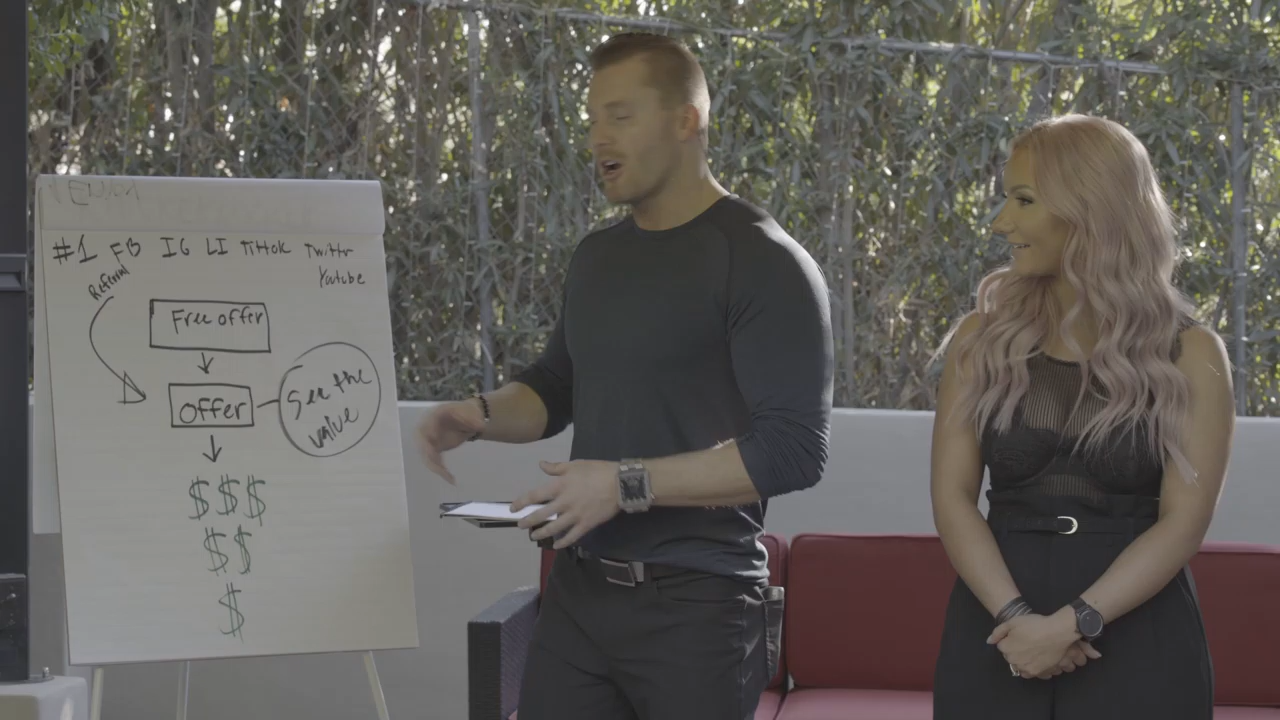 #1 FB IG LI TikTok Twitter
Youtube
Referral
Free offer
offer
See the
value
$$$
$$
$